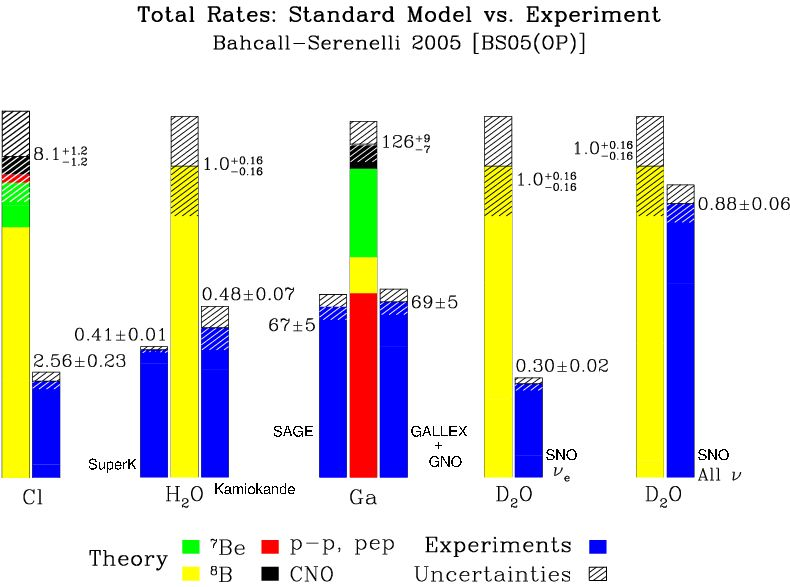 Total Rates: Standard Model vs. Experiment
Bahcall−Serenelli 2005 [BS05(OP)]
8.1+1.2−1.2
2.56±0.23
Cl
0.41±0.01
SuperK
1.0+0.16−0.16
0.48±0.07
Kamiokande
H₂O
67±5
SAGE
126+9−7
69±5
GALLEX
+
GNO
Ga
1.0+0.16−0.16
0.30±0.02
SNO
νₑ
D₂O
1.0+0.16−0.16
0.88±0.06
SNO
All ν
D₂O
Theory
⁷Be
p−p, pep
⁸B
CNO
Experiments
Uncertainties